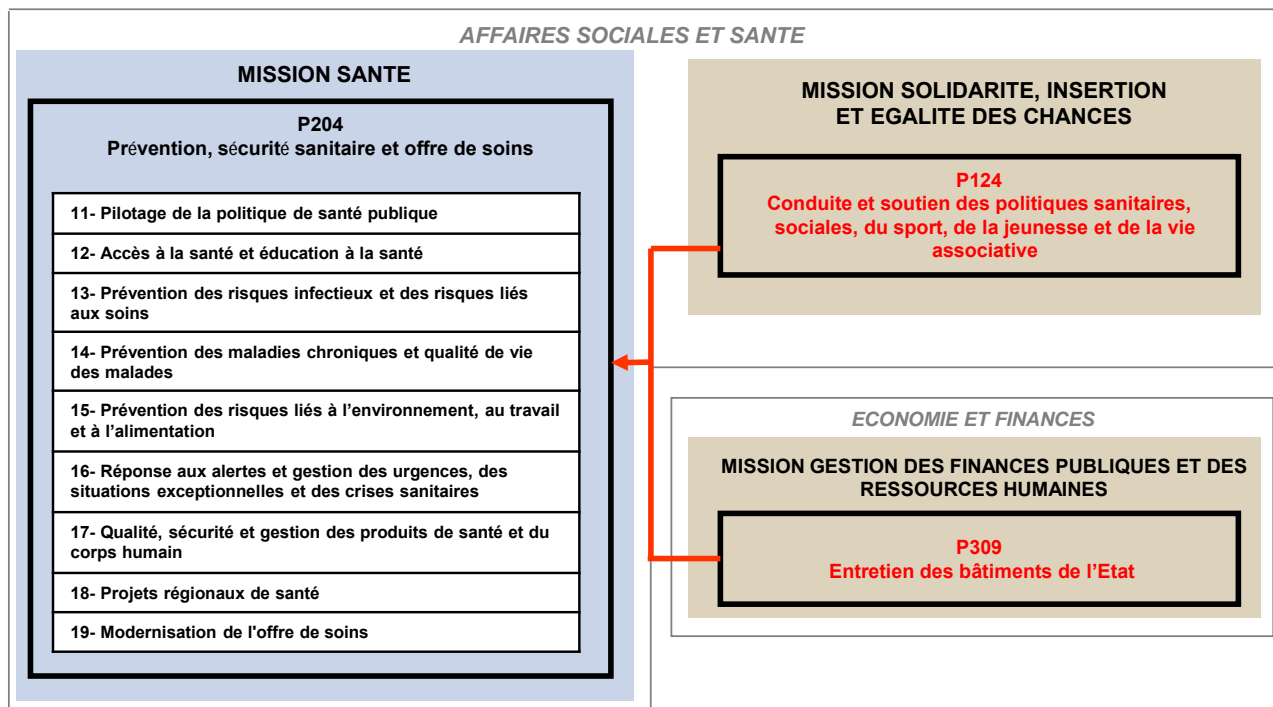 AFFAIRES SOCIALES ET SANTE
MISSION SANTE
P204
Prévention, sécurité sanitaire et offre de soins
11- Pilotage de la politique de santé publique
12- Accès à la santé et éducation à la santé
13- Prévention des risques infectieux et des risques liés
aux soins
14- Prévention des maladies chroniques et qualité de vie
des malades
15- Prévention des risques liés à l’environnement, au travail
et à l’alimentation
16- Réponse aux alertes et gestion des urgences, des
situations exceptionnelles et des crises sanitaires
17- Qualité, sécurité et gestion des produits de santé et du
corps humain
18- Projets régionaux de santé
19- Modernisation de l'offre de soins
MISSION SOLIDARITE, INSERTION
ET EGALITE DES CHANCES
P124
Conduite et soutien des politiques sanitaires,
sociales, du sport, de la jeunesse et de la vie
associative
ECONOMIE ET FINANCES
MISSION GESTION DES FINANCES PUBLIQUES ET DES
RESSOURCES HUMAINES
P309
Entretien des bâtiments de l’Etat